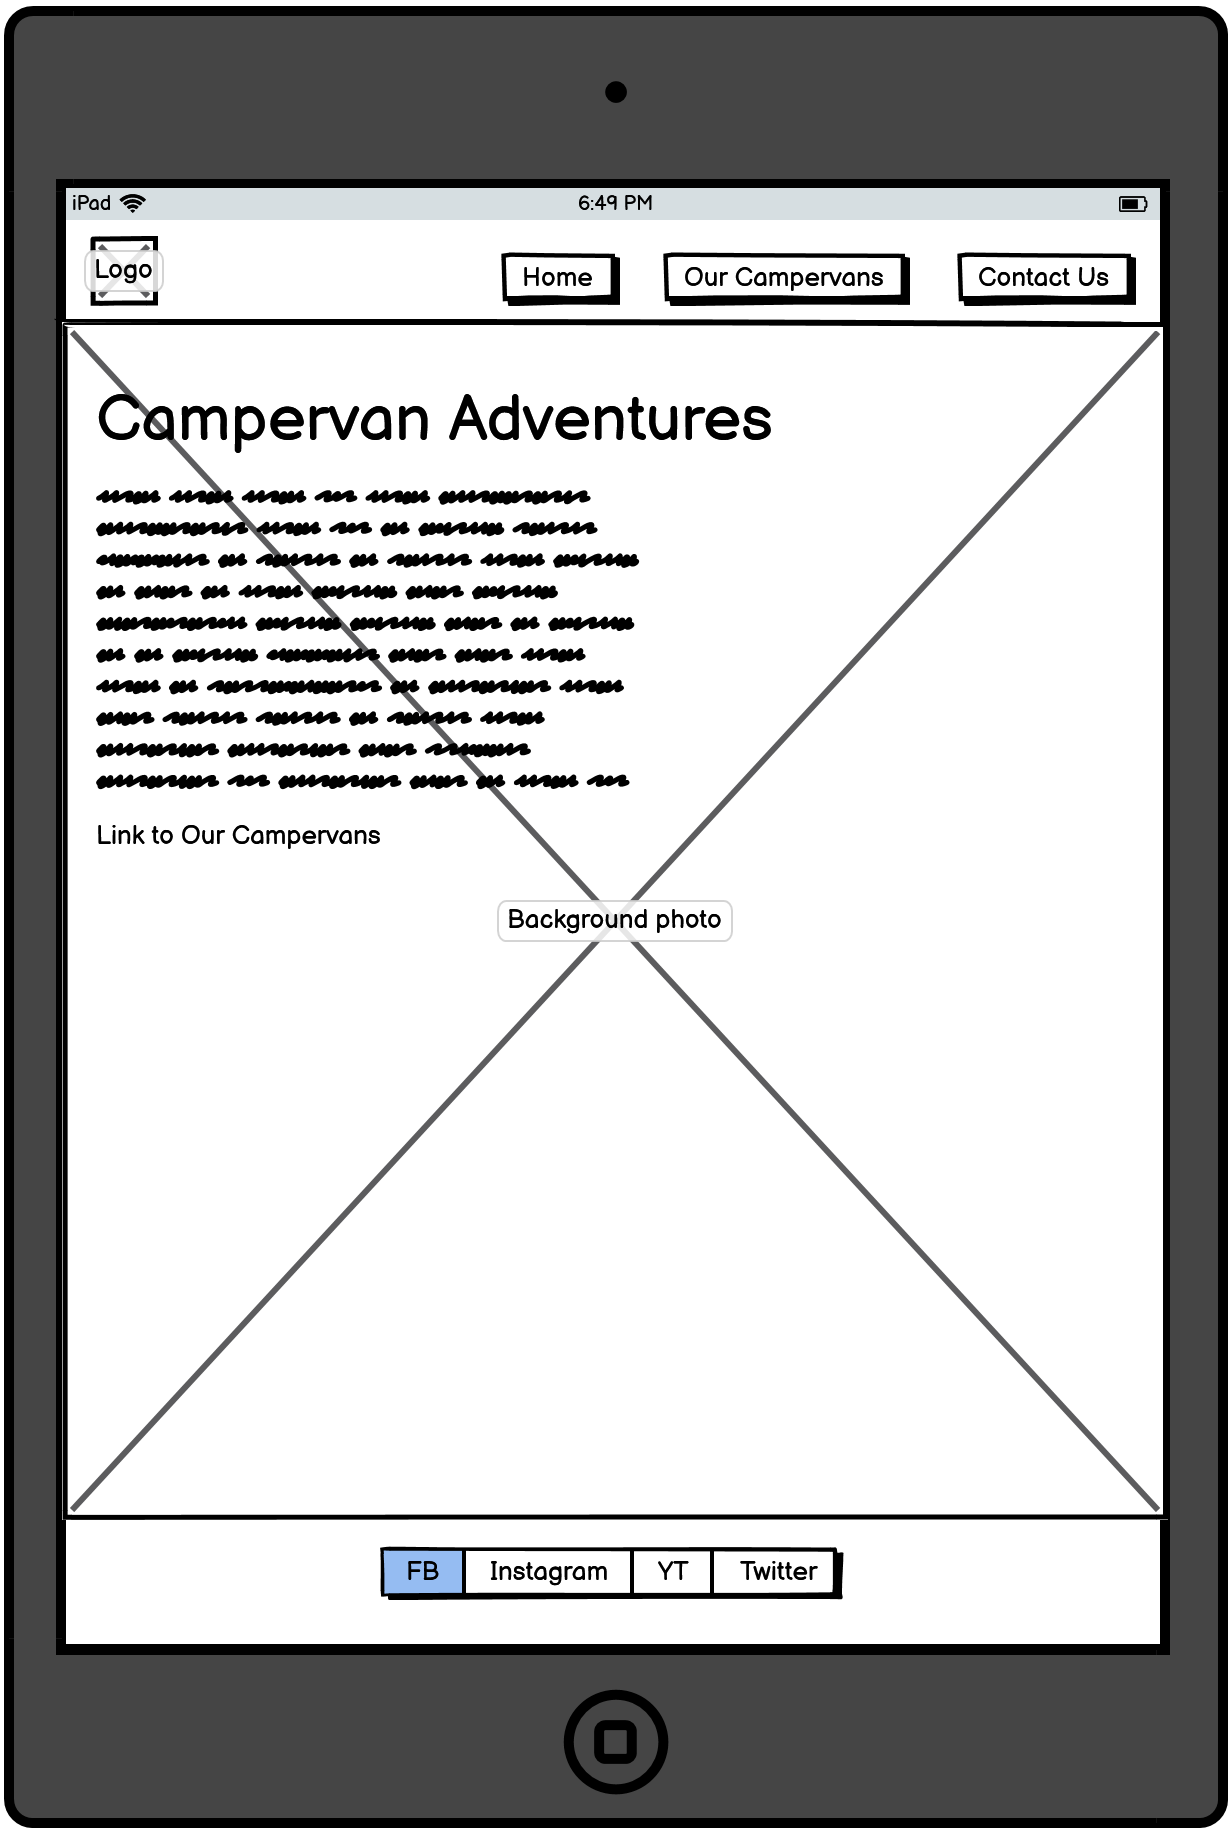 iPad 6:49 PM
Logo Home Our Campervans Contact Us
Campervan Adventures
Link to Our Campervans
Background photo
FB Instagram YT Twitter